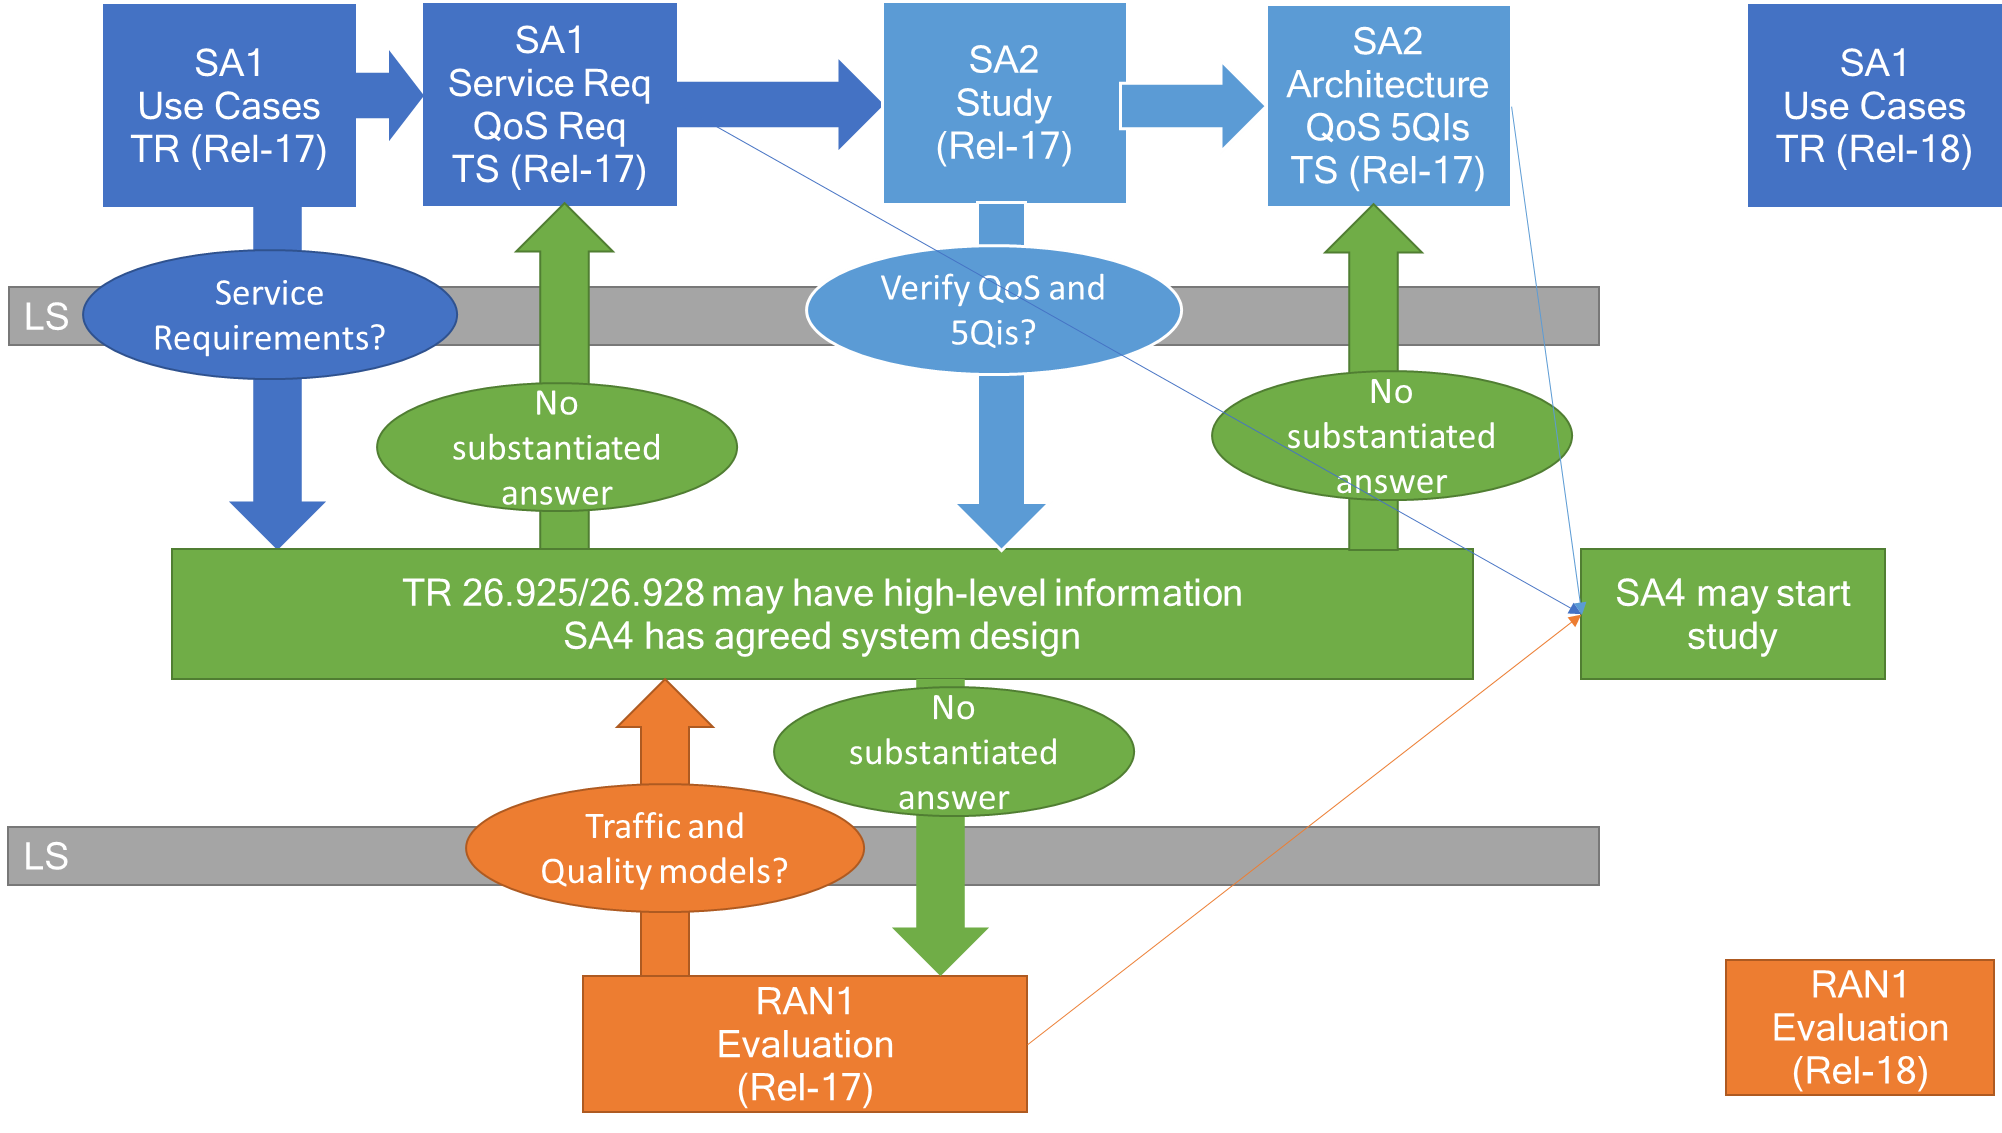 SA1
Use Cases
TR (Rel-17)
SA1
Service Req
QoS Req
TS (Rel-17)
SA2
Study
(Rel-17)
SA2
Architecture
QoS 5QIs
TS (Rel-17)
SA1
Use Cases
TR (Rel-18)
LS
Service
Requirements?
Verify QoS and
5Qis?
No
substantiated
answer
No
substantiated
answer
TR 26.925/26.928 may have high-level information
SA4 has agreed system design
SA4 may start
study
No
substantiated
answer
LS
Traffic and
Quality models?
RAN1
Evaluation
(Rel-17)
RAN1
Evaluation
(Rel-18)